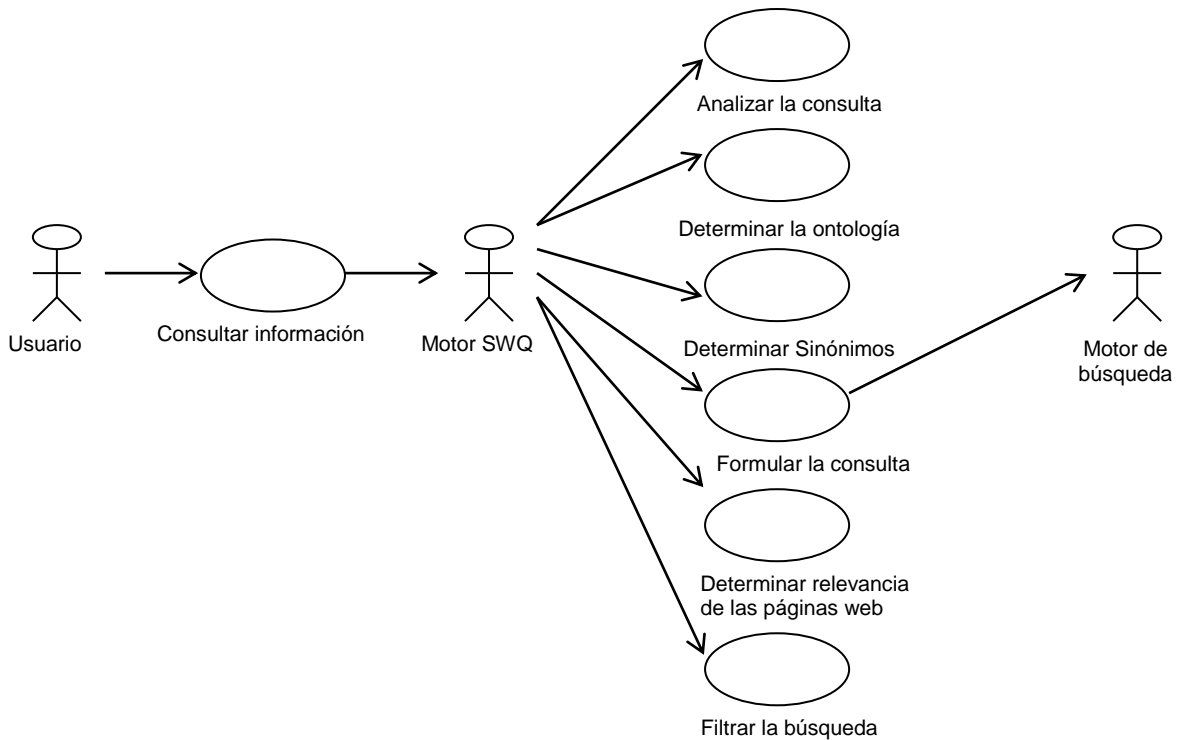 Analizar la consulta
Determinar la ontología
Usuario
Consultar información
Motor SWQ
Determinar Sinónimos
Motor de
búsqueda
Formular la consulta
Determinar relevancia
de las páginas web
Filtrar la búsqueda